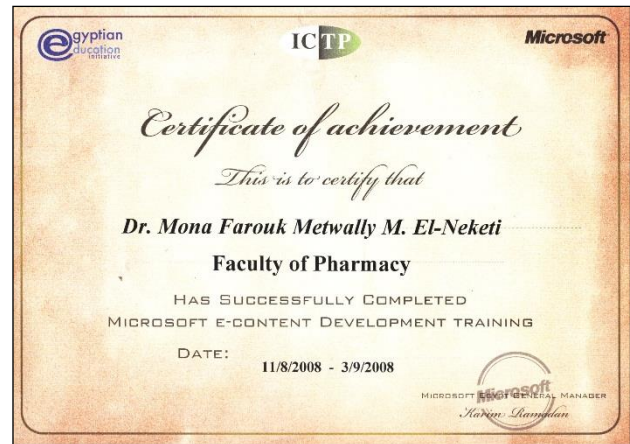 egyptian
education
initiative
ICTP
Microsoft
Certificate of achievement
This is to certify that
Dr. Mona Farouk Metwally M. El-Neketi
Faculty of Pharmacy
HAS SUCCESSFULLY COMPLETED
MICROSOFT E-CONTENT DEVELOPMENT TRAINING
DATE:
11/8/2008 - 3/9/2008
Microsoft
MICROSOFT EGYPT GENERAL MANAGER
Karim Ramadan